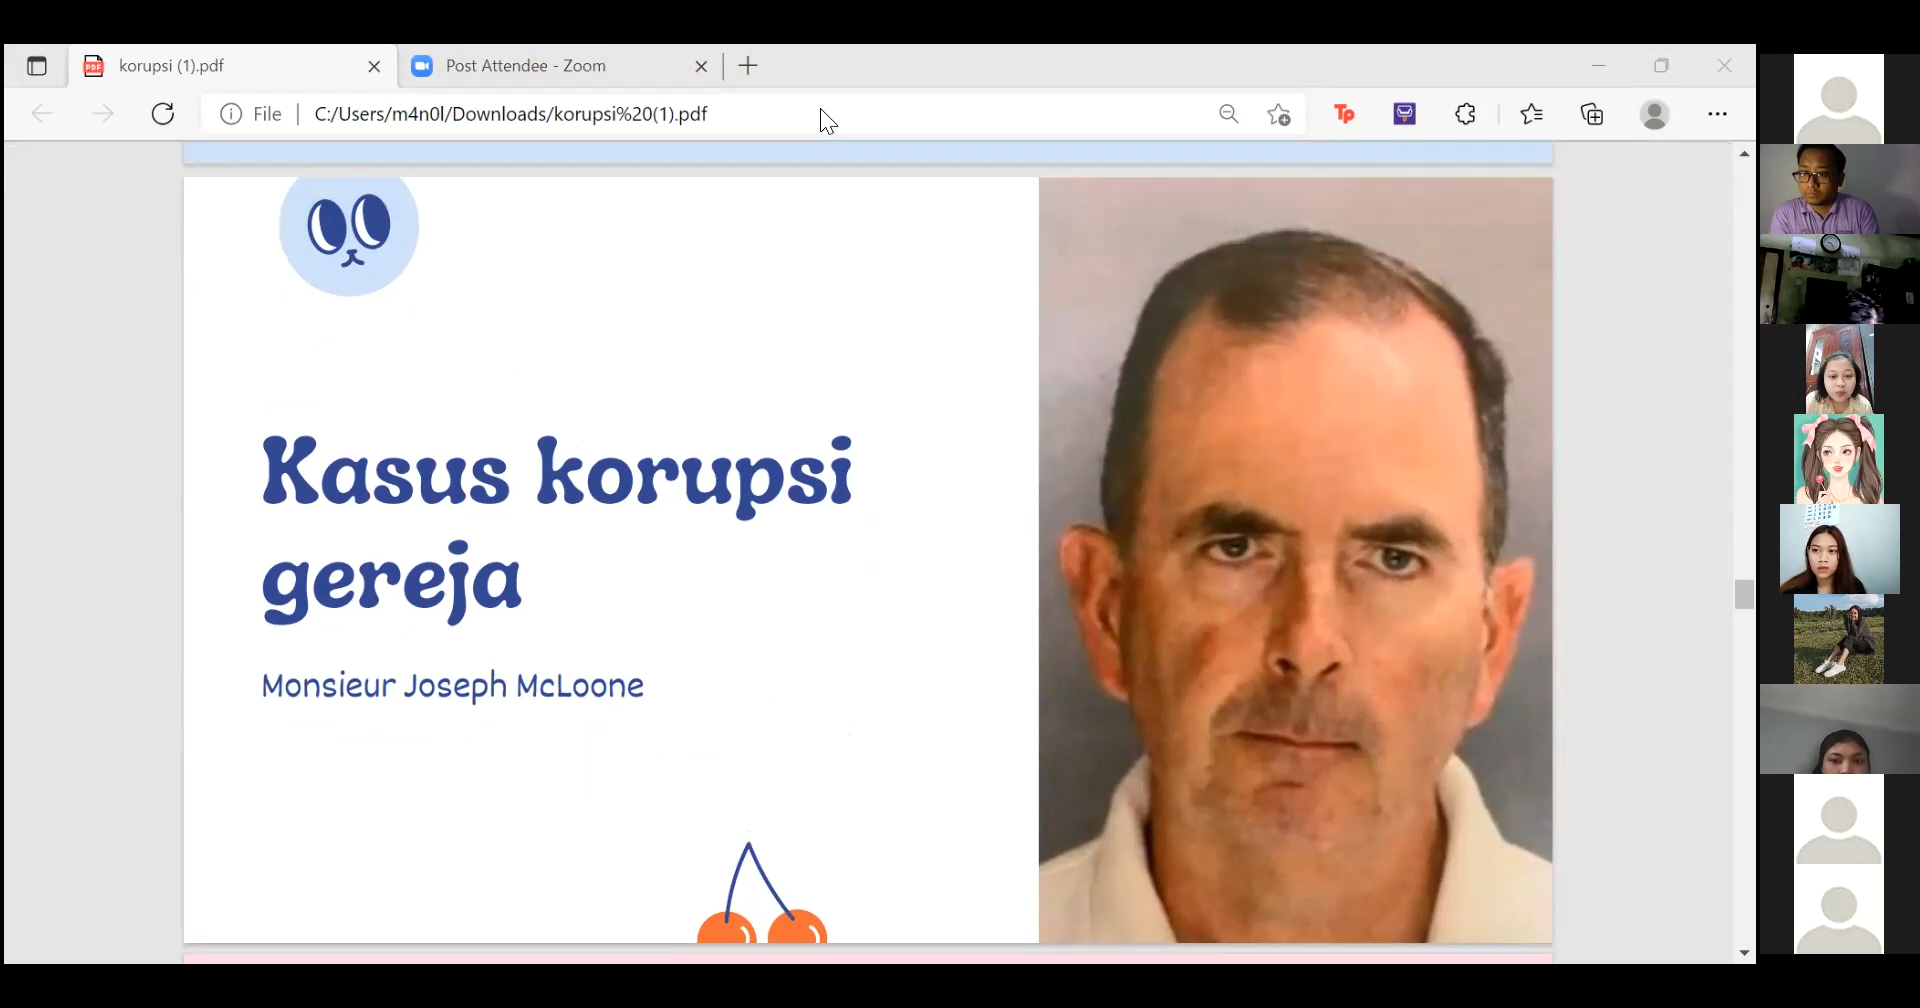 korupsi (1).pdf
Post Attendee - Zoom
File
C:/Users/m4n0l/Downloads/korupsi%20(1).pdf
Tp
Kasus korupsi
gereja
Monsieur Joseph McLoone